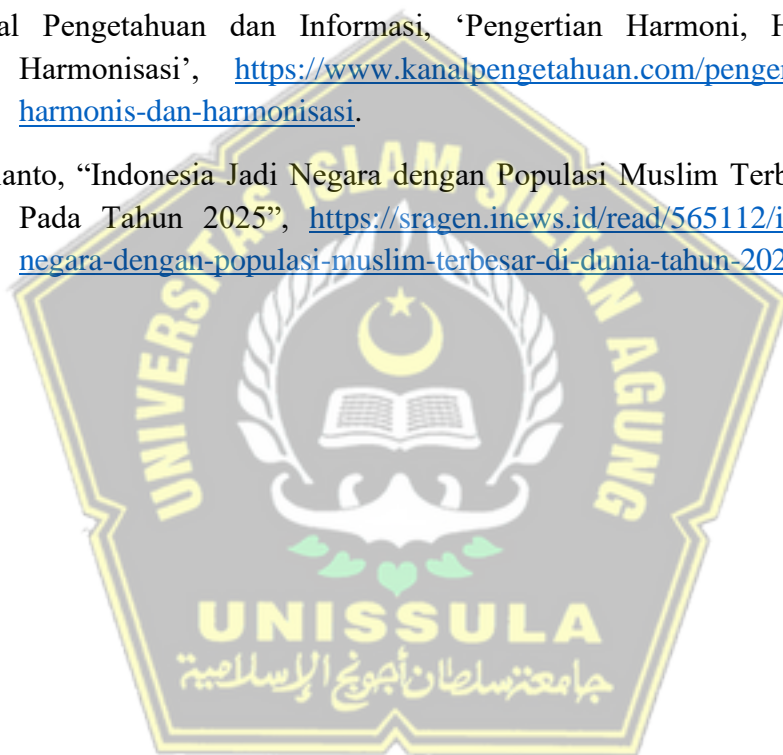 al Pengetahuan dan Informasi, ‘Pengertian Harmoni, H
Harmonisasi’, https://www.kanalpengetahuan.com/penger
harmonis-dan-harmonisasi.
anto, “Indonesia Jadi Negara dengan Populasi Muslim Terb
Pada Tahun 2025”, https://sragen.inews.id/read/565112/i
negara-dengan-populasi-muslim-terbesar-di-dunia-tahun-202
UNIVERSITAS ISLAM SULTAN AGUNG
UNISSULA
جامعة سلطان أجونج الإسلامية